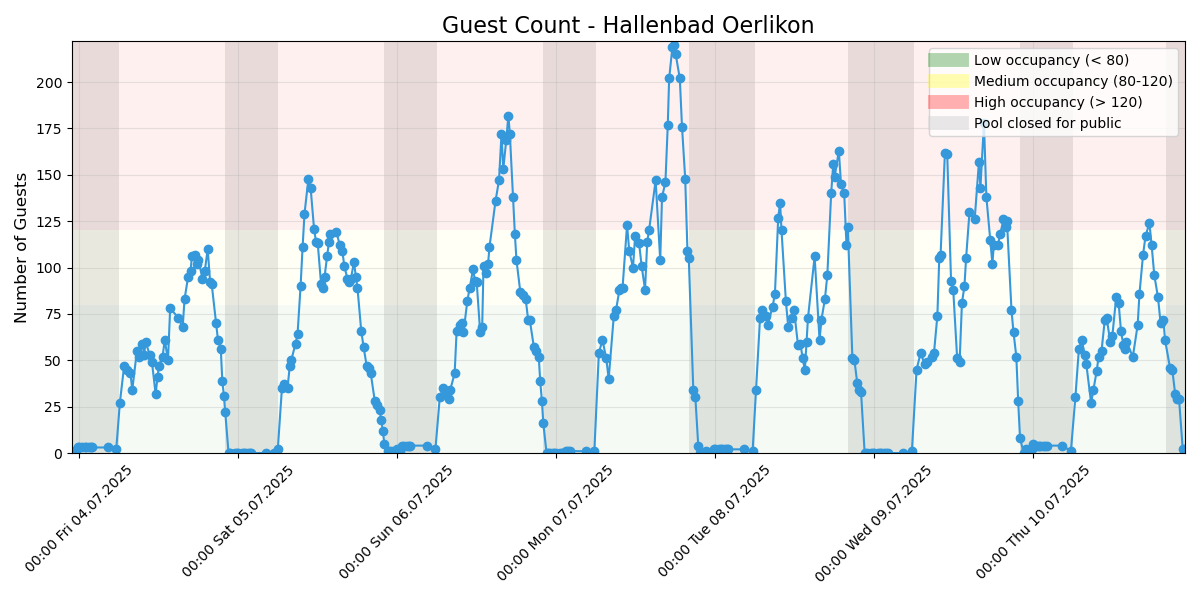 Guest Count - Hallenbad Oerlikon
Number of Guests
200
175
150
125
100
75
50
25
0
Low occupancy (< 80)
Medium occupancy (80-120)
High occupancy (> 120)
Pool closed for public
00:00 Fri 04.07.2025
00:00 Sat 05.07.2025
00:00 Sun 06.07.2025
00:00 Mon 07.07.2025
00:00 Tue 08.07.2025
00:00 Wed 09.07.2025
00:00 Thu 10.07.2025